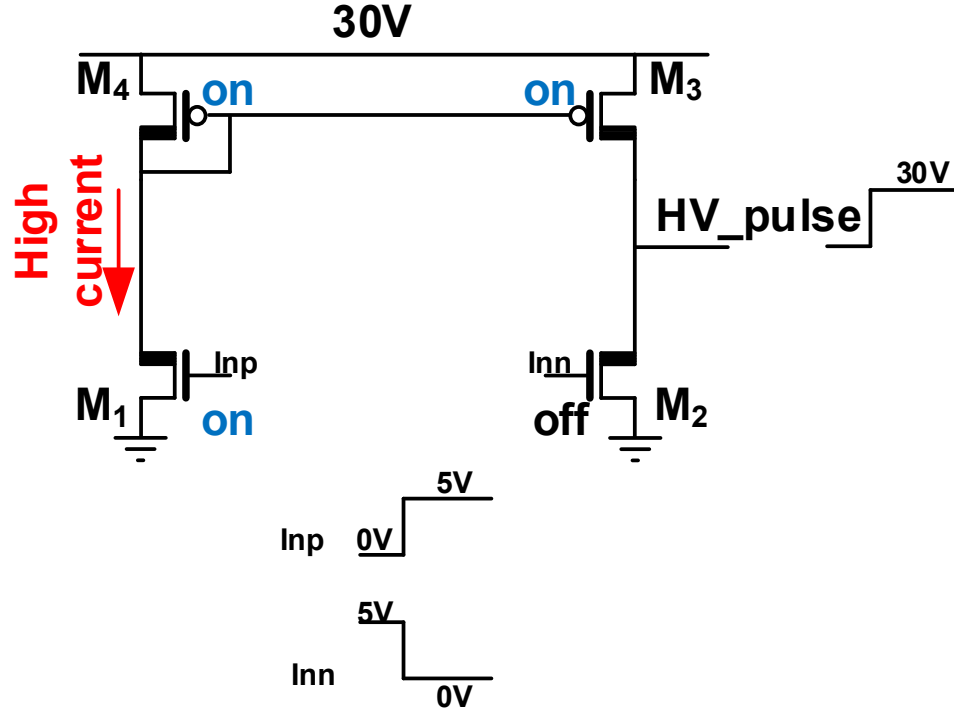 30V
M4
on
on
M3
High
current
HV_pulse
30V
Inp
Inn
M1
on
off
M2
5V
Inp
0V
5V
Inn
0V